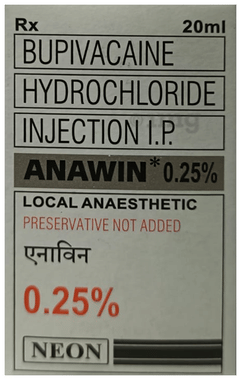 Rx 20ml
BUPIVACAINE
HYDROCHLORIDE
INJECTION I.P.
ANAWIN* 0.25%
LOCAL ANAESTHETIC
PRESERVATIVE NOT ADDED
एनाविन
0.25%
NEON